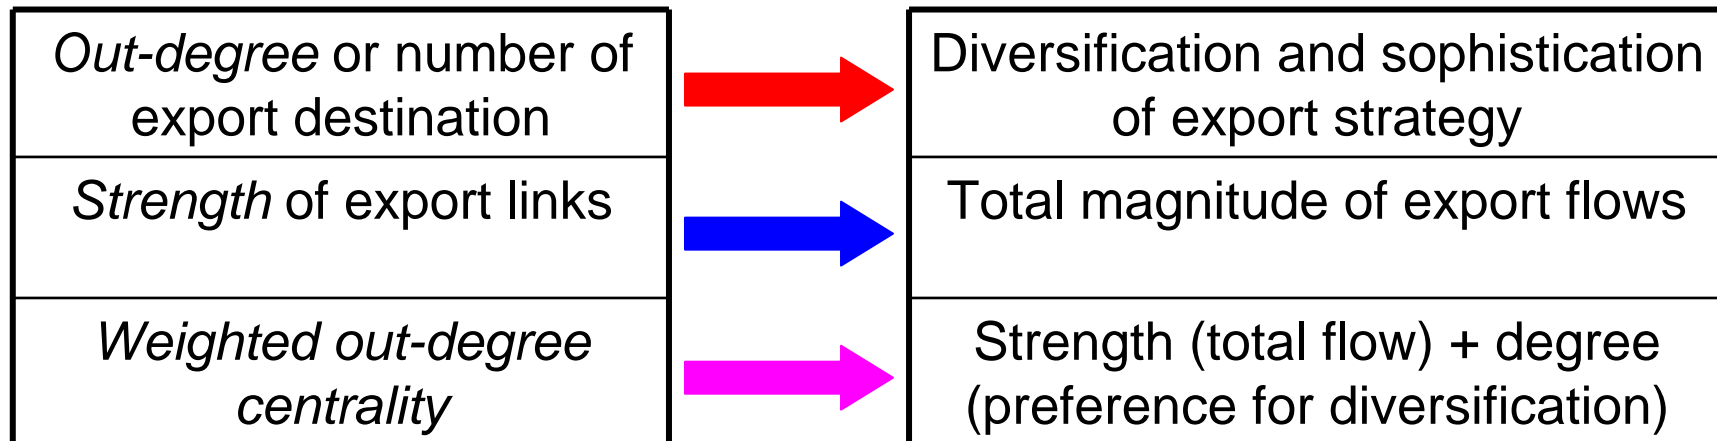 Out-degree or number of
export destination
Diversification and sophistication
of export strategy
Strength of export links
Total magnitude of export flows
Weighted out-degree
centrality
Strength (total flow) + degree
(preference for diversification)